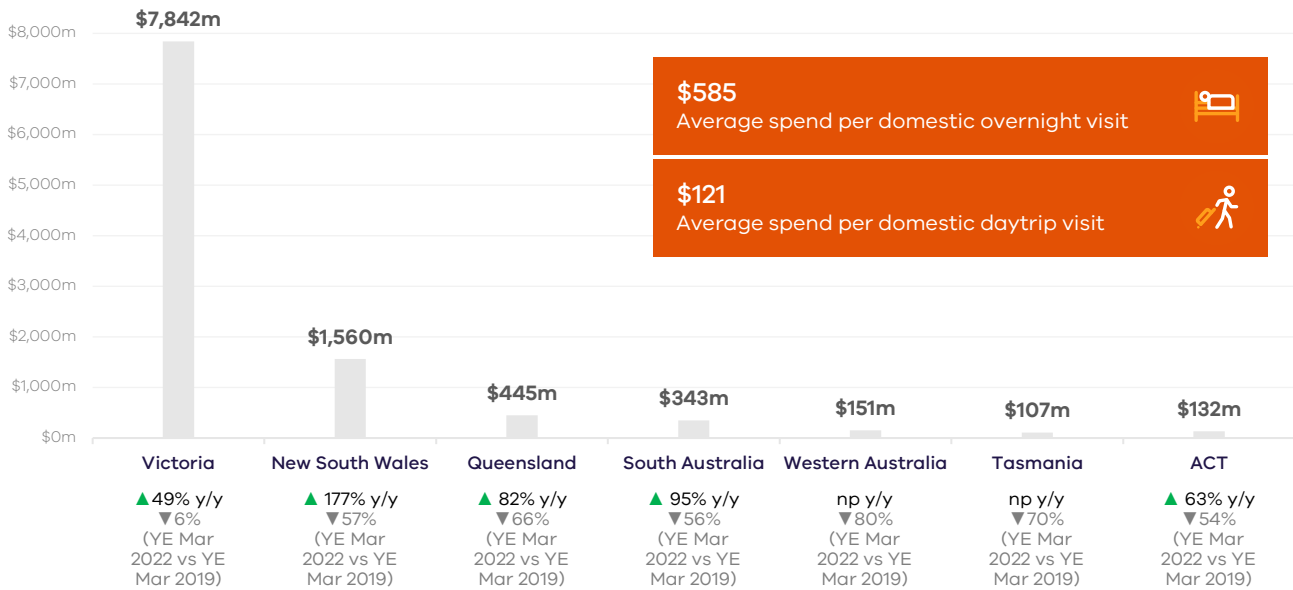 $7,842m
$8,000m
$7,000m
$6,000m
$5,000m
$4,000m
$3,000m
$2,000m
$1,000m
$0m
$585
Average spend per domestic overnight visit
$121
Average spend per domestic daytrip visit
$1,560m
$445m
$343m
$151m
$107m
$132m
Victoria
New South Wales
Queensland
South Australia
Western Australia
Tasmania
ACT
▲49% y/y
▼6%
(YE Mar
2022 vs YE
Mar 2019)
▲ 177% y/y
▼57%
(YE Mar
2022 vs YE
Mar 2019)
▲ 82% y/y
▼66%
(YE Mar
2022 vs YE
Mar 2019)
▲ 95% y/y
▼56%
(YE Mar
2022 vs YE
Mar 2019)
np y/y
▼80%
(YE Mar
2022 vs YE
Mar 2019)
np y/y
▼70%
(YE Mar
2022 vs YE
Mar 2019)
▲ 63% y/y
▼54%
(YE Mar
2022 vs YE
Mar 2019)